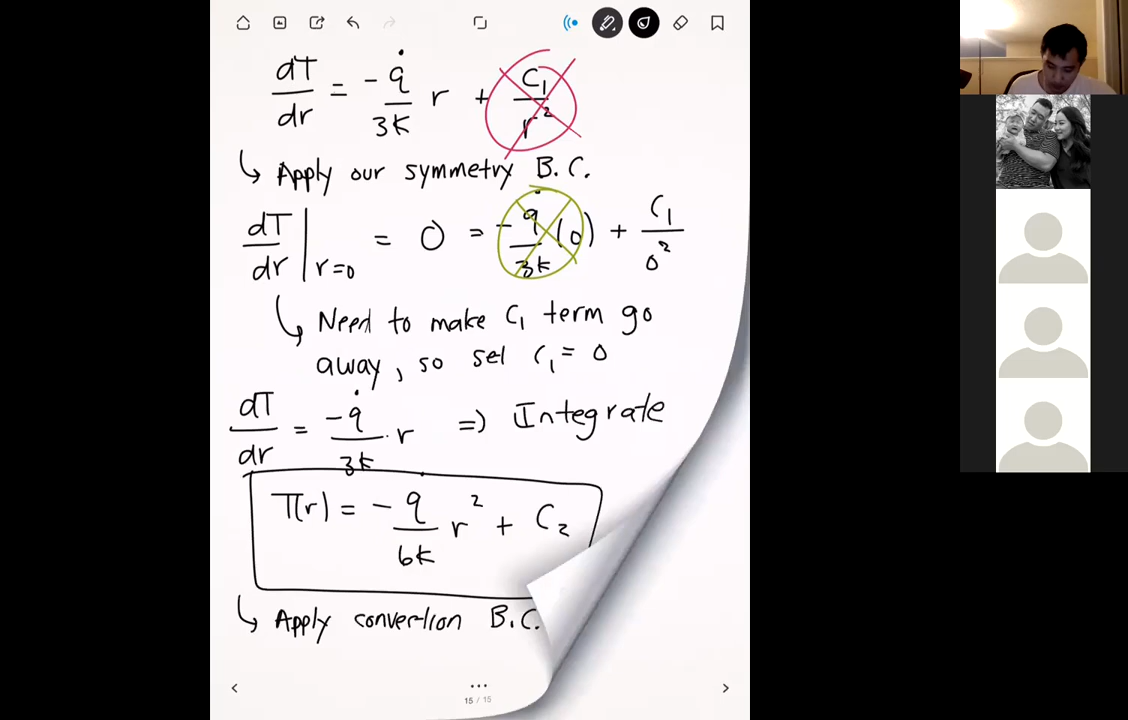 dT/dr = - q̇/3k r + C₁/r²
↳ Apply our symmetry B.C.
dT/dr |r=0 = 0 = - q̇/3k (0) + C₁/0²
↳ Need to make C₁ term go
away, so set C₁ = 0
dT/dr = -q̇/3k · r => Integrate
T(r) = - q̇/6k r² + C₂
↳ Apply convection B.C.
15 / 15